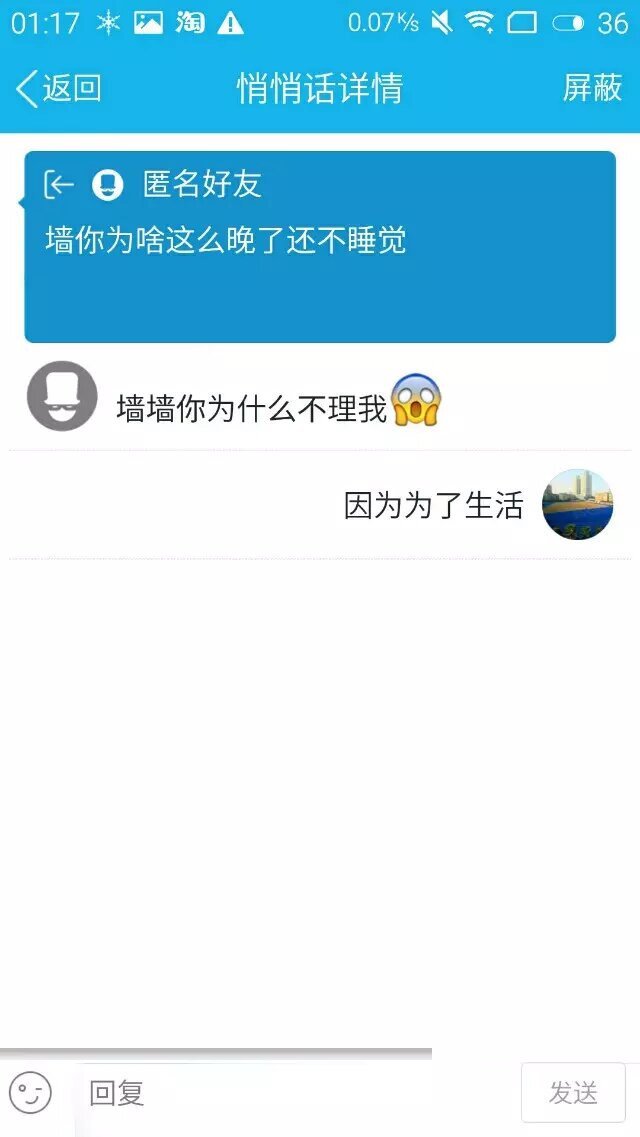 01:17 淘 0.07 K/s 36
返回 悄悄话详情 屏蔽
匿名好友
墙你为啥这么晚了还不睡觉
墙墙你为什么不理我
因为为了生活
回复 发送